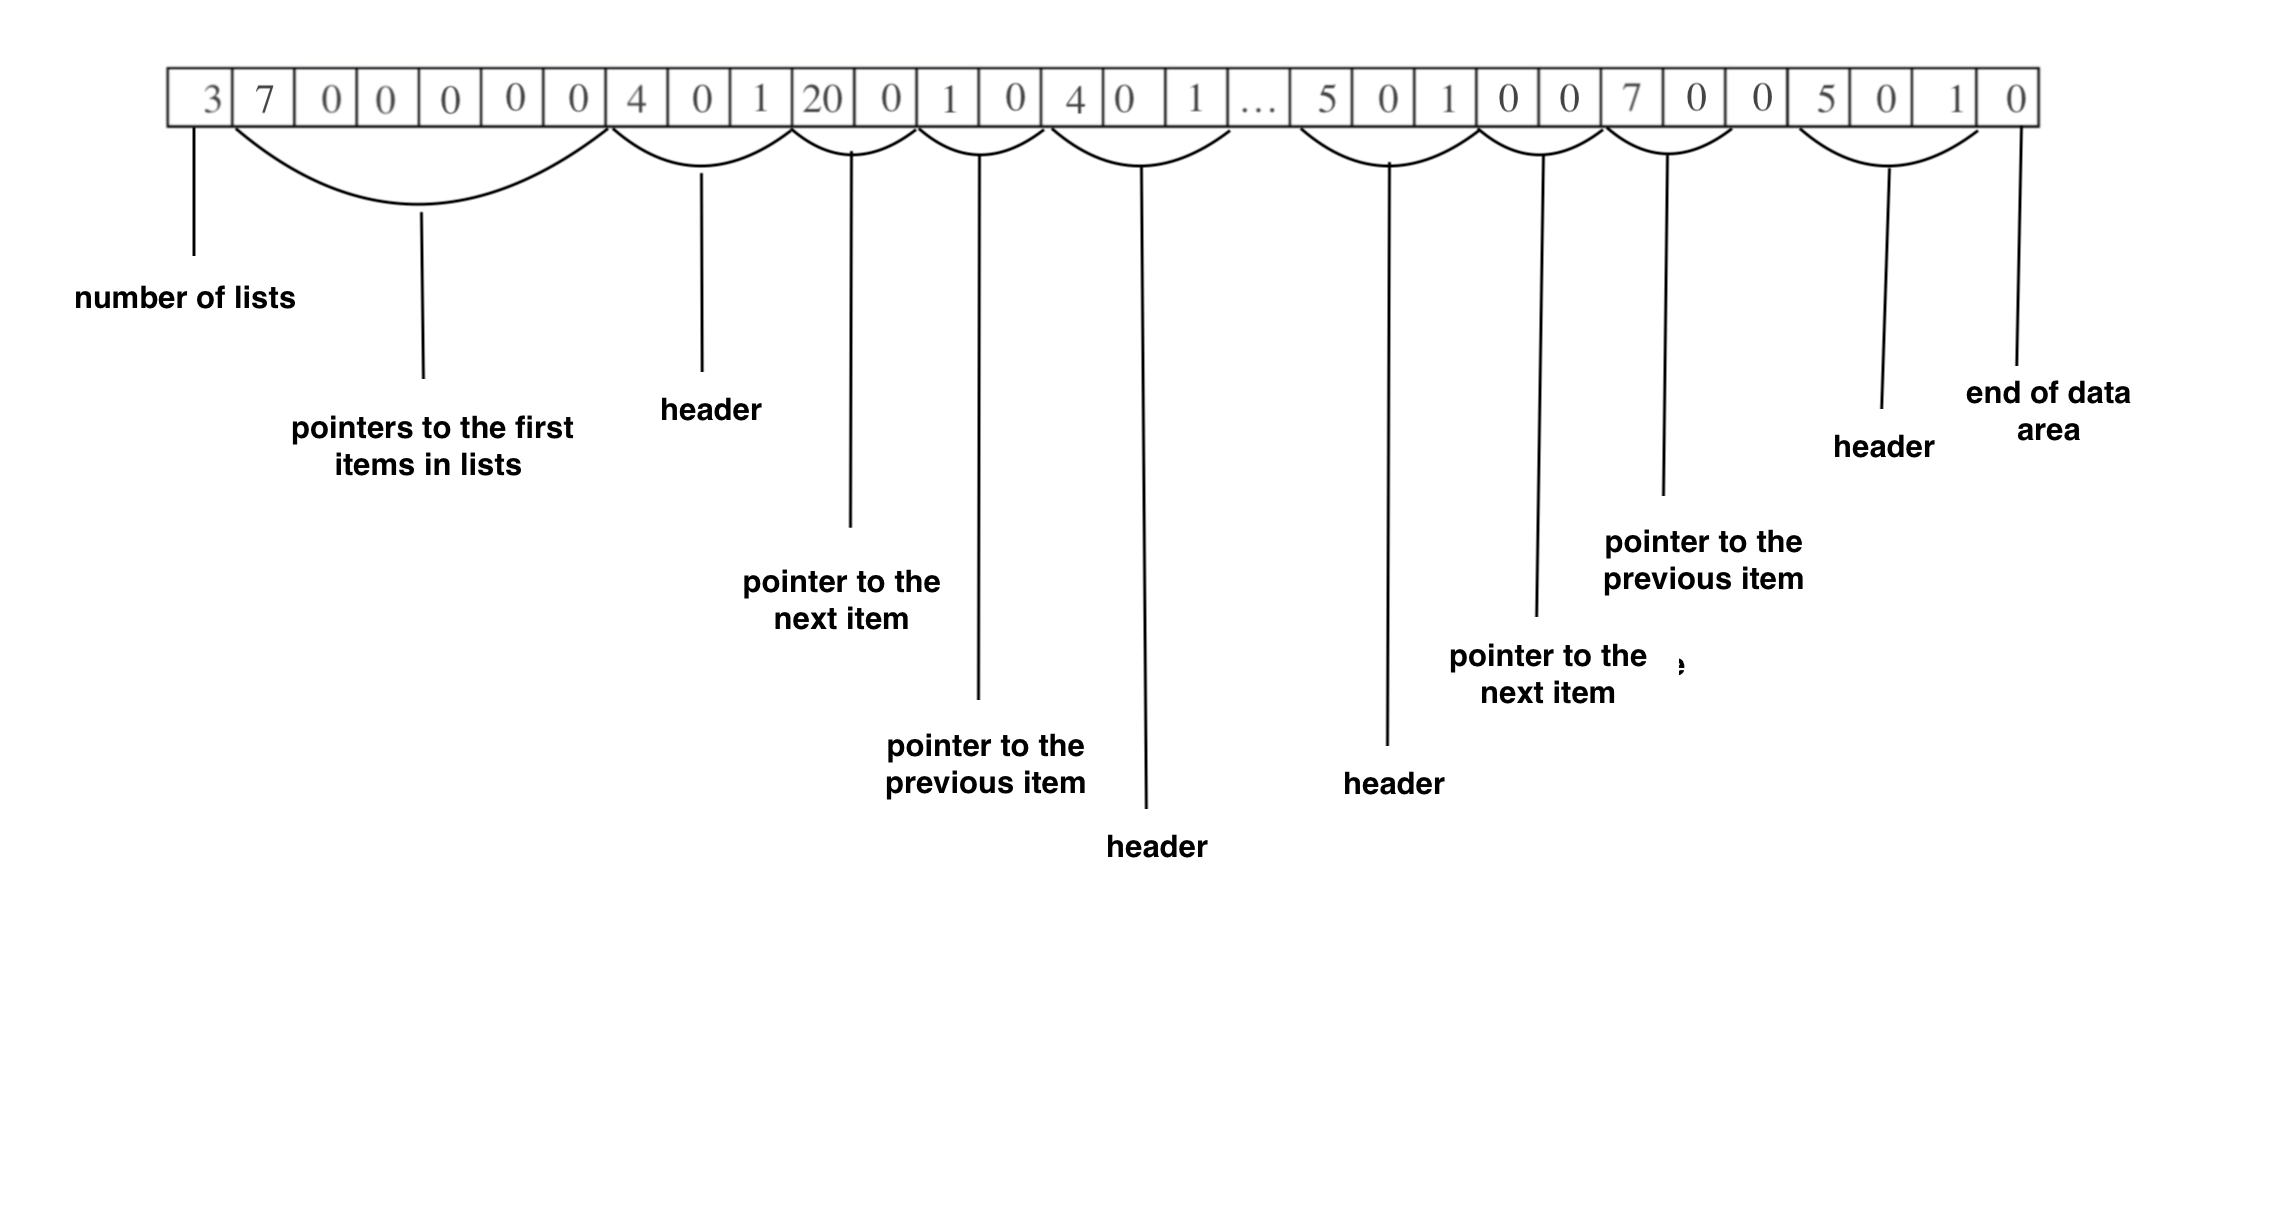 3 7 0 0 0 0 0 4 0 1 20 0 1 0 4 0 1 ... 5 0 1 0 0 7 0 0 5 0 1 0
number of lists
pointers to the first
items in lists
header
pointer to the
next item
pointer to the
previous item
header
header
pointer to the
next item
e
pointer to the
previous item
header
end of data
area